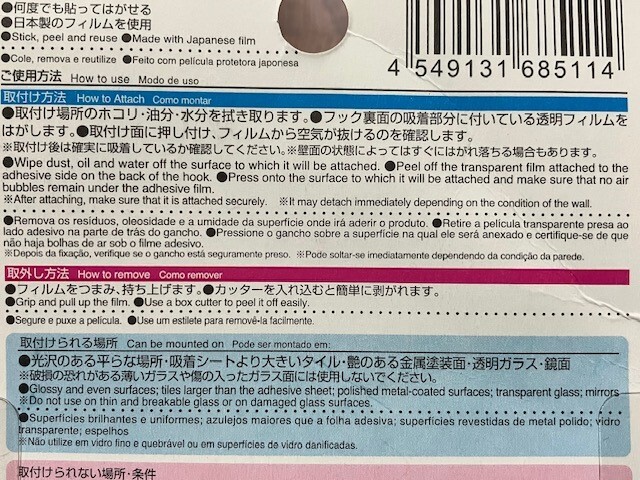 ●何度でも貼ってはがせる
●日本製のフィルムを使用
●Stick, peel and reuse ●Made with Japanese film
●Cole, remova e reutilize ●Feito com película protetora japonesa
4 549131 685114
ご使用方法 How to use Modo de uso
取付け方法 How to Attach Como montar
●取付け場所のホコリ・油分・水分を拭き取ります。●フック裏面の吸着部分に付いている透明フィルムを
はがします。●取付け面に押し付け、フィルムから空気が抜けるのを確認します。
※取付け後は確実に吸着しているか確認してください。※壁面の状態によってはすぐにはがれ落ちる場合もあります。
●Wipe dust, oil and water off the surface to which it will be attached. ●Peel off the transparent film attached to the
adhesive side on the back of the hook. ●Press onto the surface to which it will be attached and make sure that no air
bubbles remain under the adhesive film.
※After attaching, make sure that it is attached securely. ※It may detach immediately depending on the condition of the wall.
●Remova os resíduos, oleosidade e a umidade da superfície onde irá aderir o produto. ●Retire a película transparente presa ao
lado adesivo na parte de trás do gancho. ●Pressione o gancho sobre a superfície na qual ele será anexado e certifique-se de que
não haja bolhas de ar sob o filme adesivo.
※Depois da fixação, verifique se o gancho está seguramente preso. ※Pode soltar-se imediatamente dependendo da condição da parede.
取外し方法 How to remove Como remover
●フィルムをつまみ、持ち上げます。●カッターを入れ込むと簡単に剥がれます。
●Grip and pull up the film. ●Use a box cutter to peel it off easily.
●Segure e puxe a película. ●Use um estilete para removê-la facilmente.
取付けられる場所 Can be mounted on Pode ser montado em:
●光沢のある平らな場所・吸着シートより大きいタイル・艶のある金属塗装面・透明ガラス・鏡面
※破損の恐れがある薄いガラスや傷の入ったガラス面には使用しないでください。
●Glossy and even surfaces; tiles larger than the adhesive sheet; polished metal-coated surfaces; transparent glass; mirrors
※Do not use on thin and breakable glass or on damaged glass surfaces.
●Superfícies brilhantes e uniformes; azulejos maiores que a folha adesiva; superfícies revestidas de metal polido; vidro
transparente; espelhos
※Não utilize em vidro fino e quebrável ou em superfícies de vidro danificadas.
取付けられない場所・条件